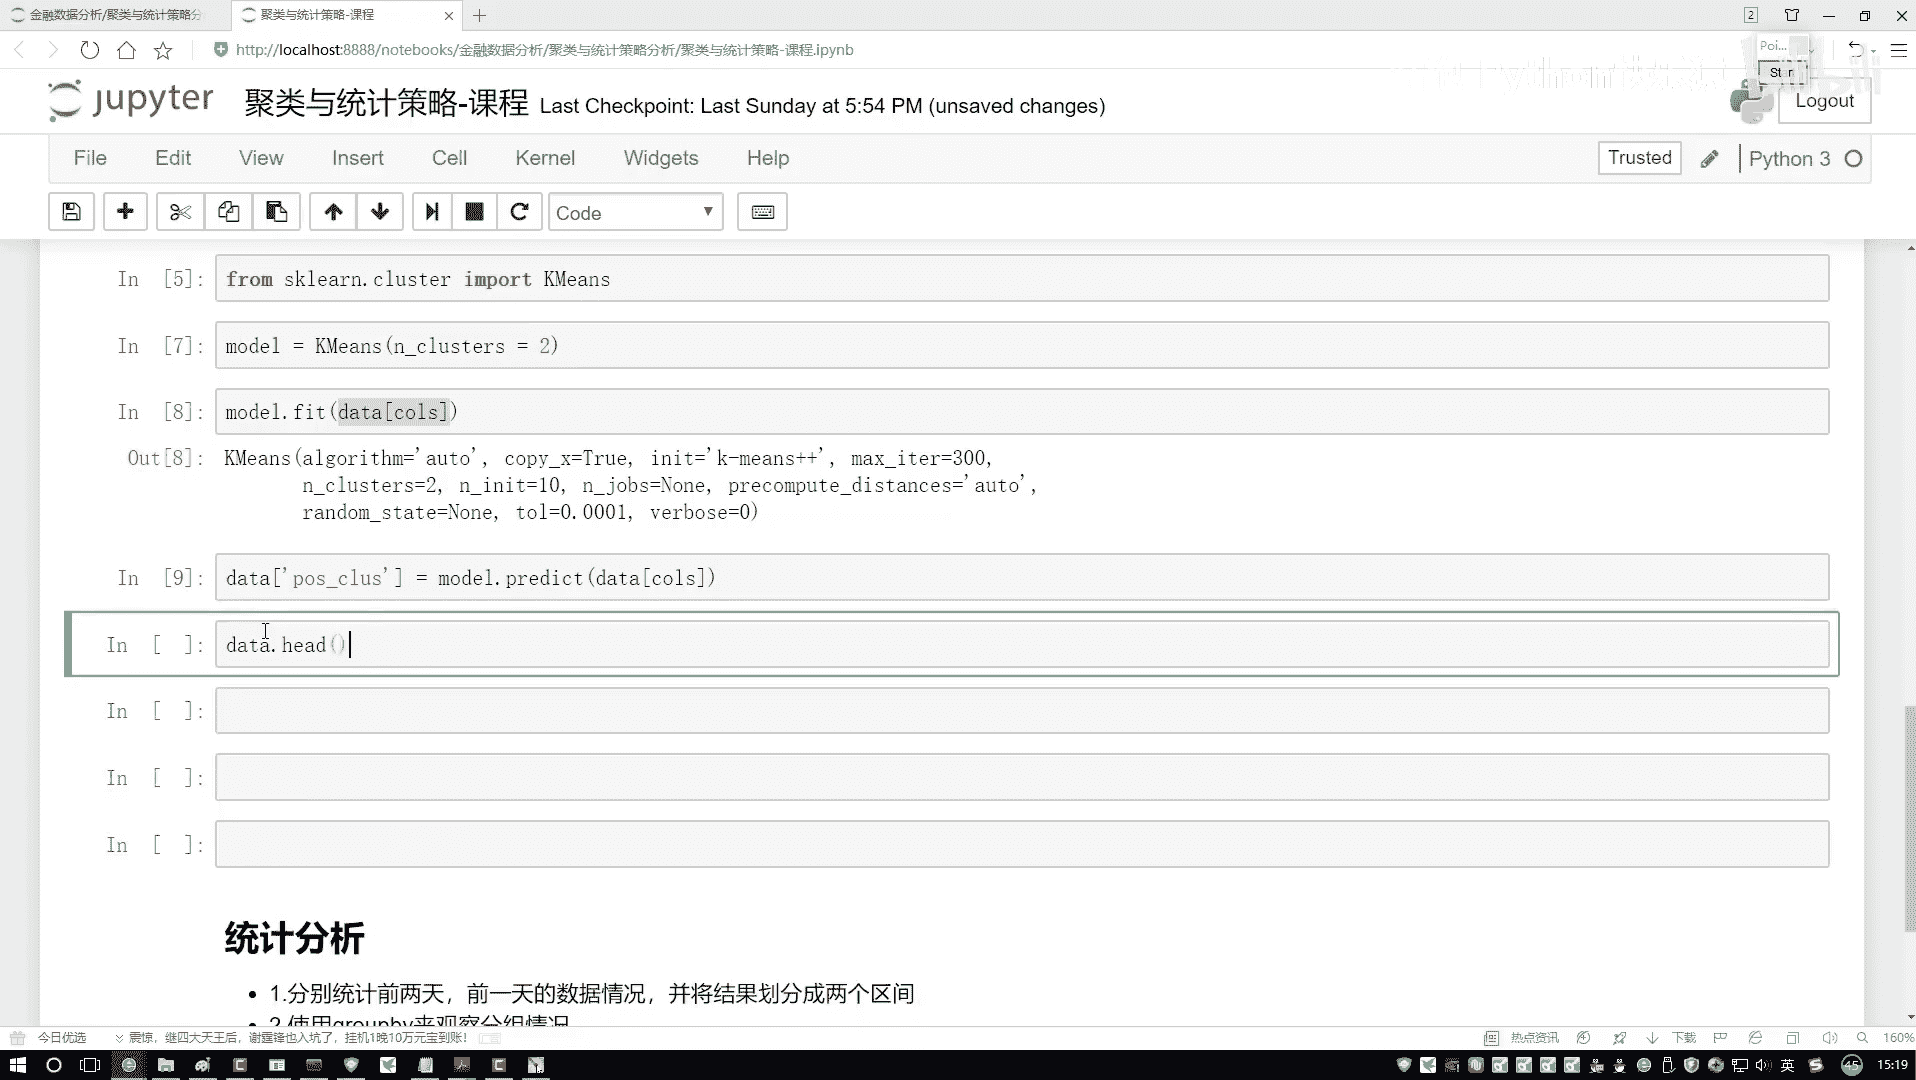 金融数据分析/聚类与统计策略分
聚类与统计策略-课程
2
http://localhost:8888/notebooks/金融数据分析/聚类与统计策略分析/聚类与统计策略-课程.ipynb
Poi...
jupyter 聚类与统计策略-课程 Last Checkpoint: Last Sunday at 5:54 PM (unsaved changes)
Logout
File Edit View Insert Cell Kernel Widgets Help
Trusted
Python 3
Code
In [5]: from sklearn.cluster import KMeans
In [7]: model = KMeans(n_clusters = 2)
In [8]: model.fit(data[cols])
Out[8]: KMeans(algorithm='auto', copy_x=True, init='k-means++', max_iter=300,
n_clusters=2, n_init=10, n_jobs=None, precompute_distances='auto',
random_state=None, tol=0.0001, verbose=0)
In [9]: data['pos_clus'] = model.predict(data[cols])
In [ ]: data.head()
In [ ]:
In [ ]:
In [ ]:
统计分析
1.分别统计前两天，前一天的数据情况，并将结果划分成两个区间
2.使用groupby来观察分组情况
今日优选
震惊，继四大天王后，谢霆锋也入坑了，挂机1晚10万元宝到账!
热点资讯
下载
160%
英
45
15:19